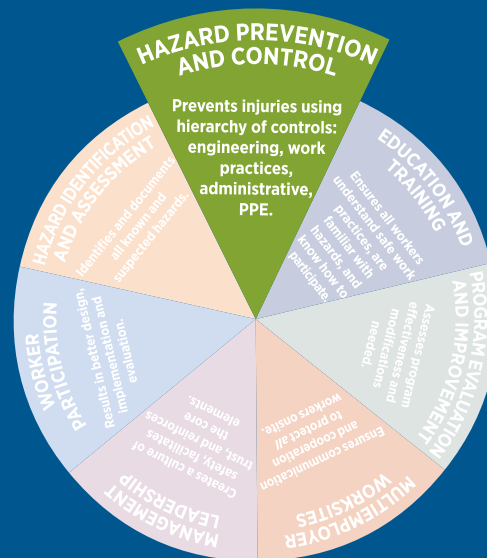 HAZARD PREVENTION
AND CONTROL
Prevents injuries using
hierarchy of controls:
engineering, work
practices,
administrative,
PPE.
EDUCATION AND
TRAINING
Ensures all workers
understand safe work
practices, are
familiar with
hazards, and
know how to
participate.
PROGRAM EVALUATION
AND IMPROVEMENT
Assesses program
effectiveness and
modifications
needed.
MULTIEMPLOYER
WORKSITES
Ensures communication
and cooperation
to protect all
workers onsite.
MANAGEMENT
LEADERSHIP
Creates a culture of
safety, facilitates
trust, and reinforces
the core
elements.
WORKER
PARTICIPATION
Results in better design,
implementation and
evaluation.
HAZARD IDENTIFICATION
AND ASSESSMENT
Identifies and documents
all known and
suspected hazards.